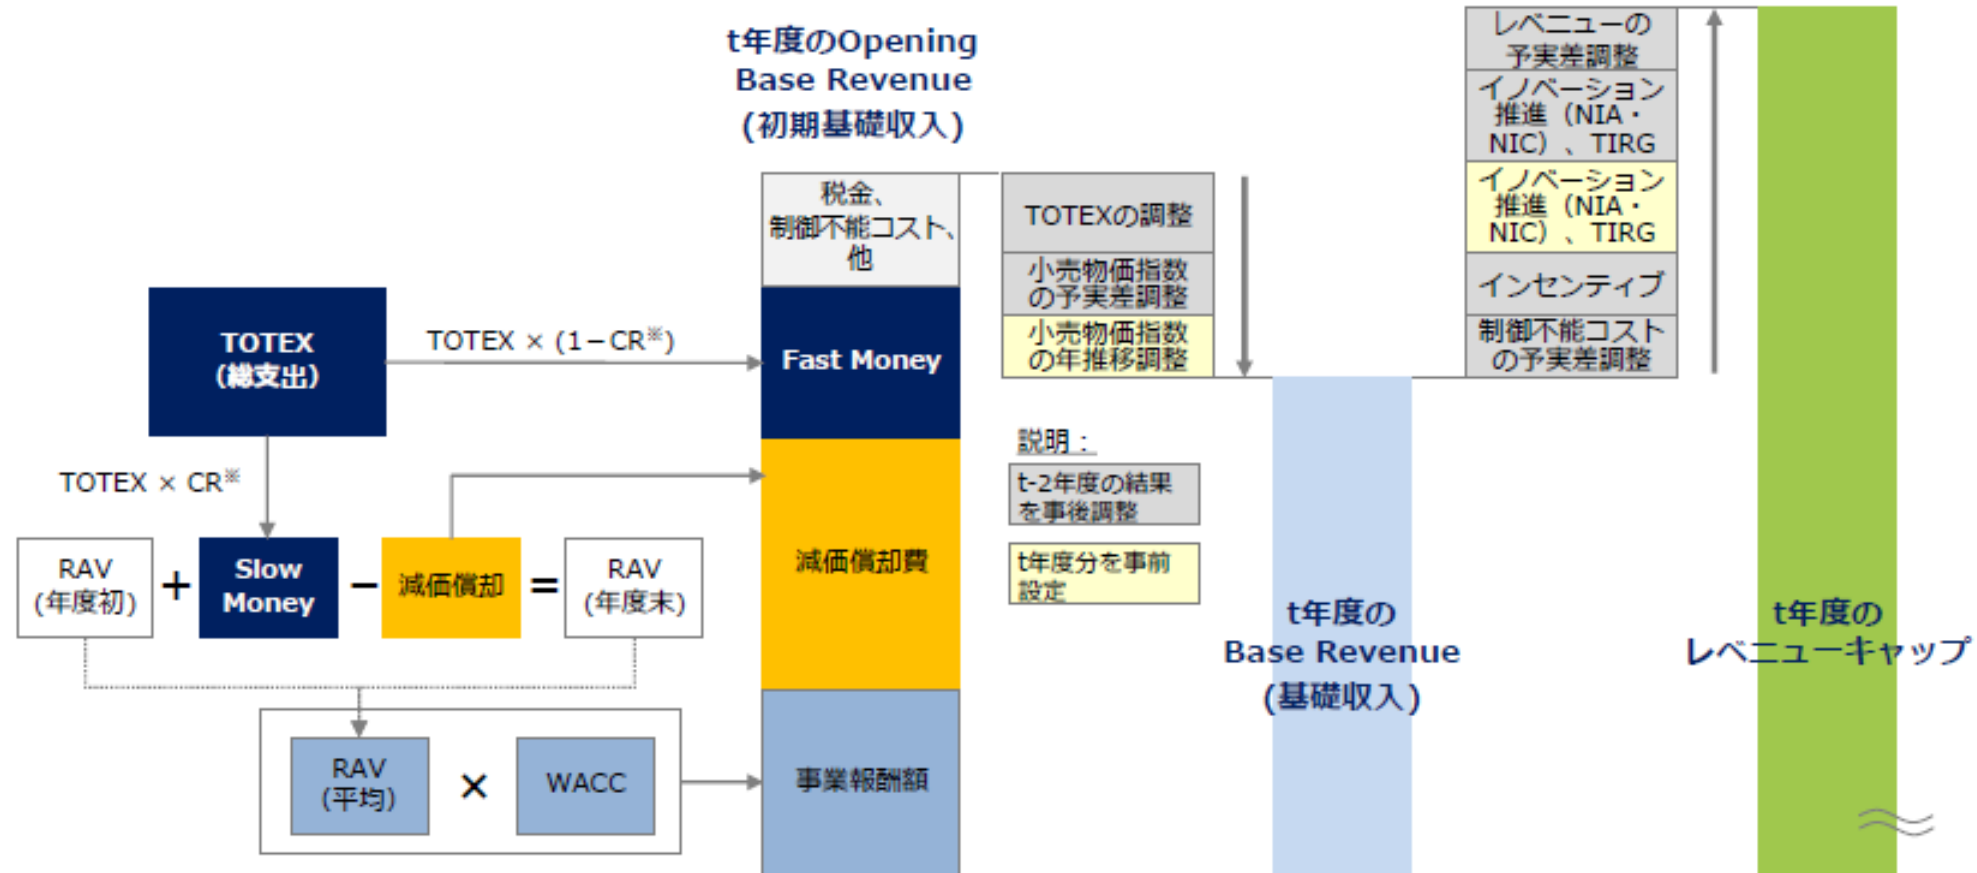 t年度のOpening
Base Revenue
(初期基礎収入)
TOTEX
(総支出)
TOTEX × (1−CR※)
TOTEX × CR※
RAV
(年度初)
+
Slow
Money
−
減価償却
=
RAV
(年度末)
RAV
(平均)
×
WACC
税金、
制御不能コスト、
他
Fast Money
減価償却費
事業報酬額
TOTEXの調整
小売物価指数
の予実差調整
小売物価指数
の年推移調整
説明：
t-2年度の結果
を事後調整
t年度分を事前
設定
t年度の
Base Revenue
(基礎収入)
レベニューの
予実差調整
イノベーション
推進（NIA・
NIC）、TIRG
イノベーション
推進（NIA・
NIC）、TIRG
インセンティブ
制御不能コスト
の予実差調整
t年度の
レベニューキャップ